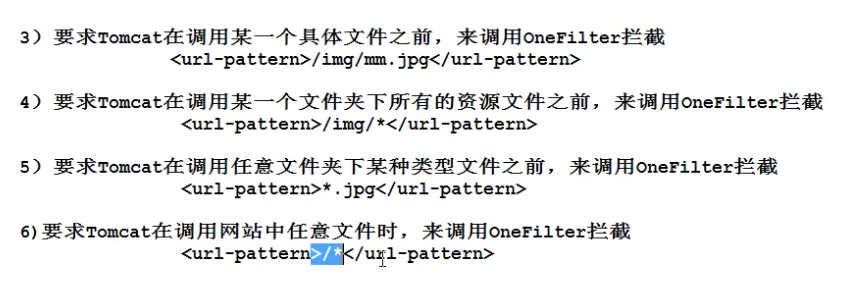 3）要求Tomcat在调用某一个具体文件之前，来调用OneFilter拦截
<url-pattern>/img/mm.jpg</url-pattern>
4）要求Tomcat在调用某一个文件夹下所有的资源文件之前，来调用OneFilter拦截
<url-pattern>/img/*</url-pattern>
5）要求Tomcat在调用任意文件夹下某种类型文件之前，来调用OneFilter拦截
<url-pattern>*.jpg</url-pattern>
6)要求Tomcat在调用网站中任意文件时，来调用OneFilter拦截
<url-pattern>/*</url-pattern>